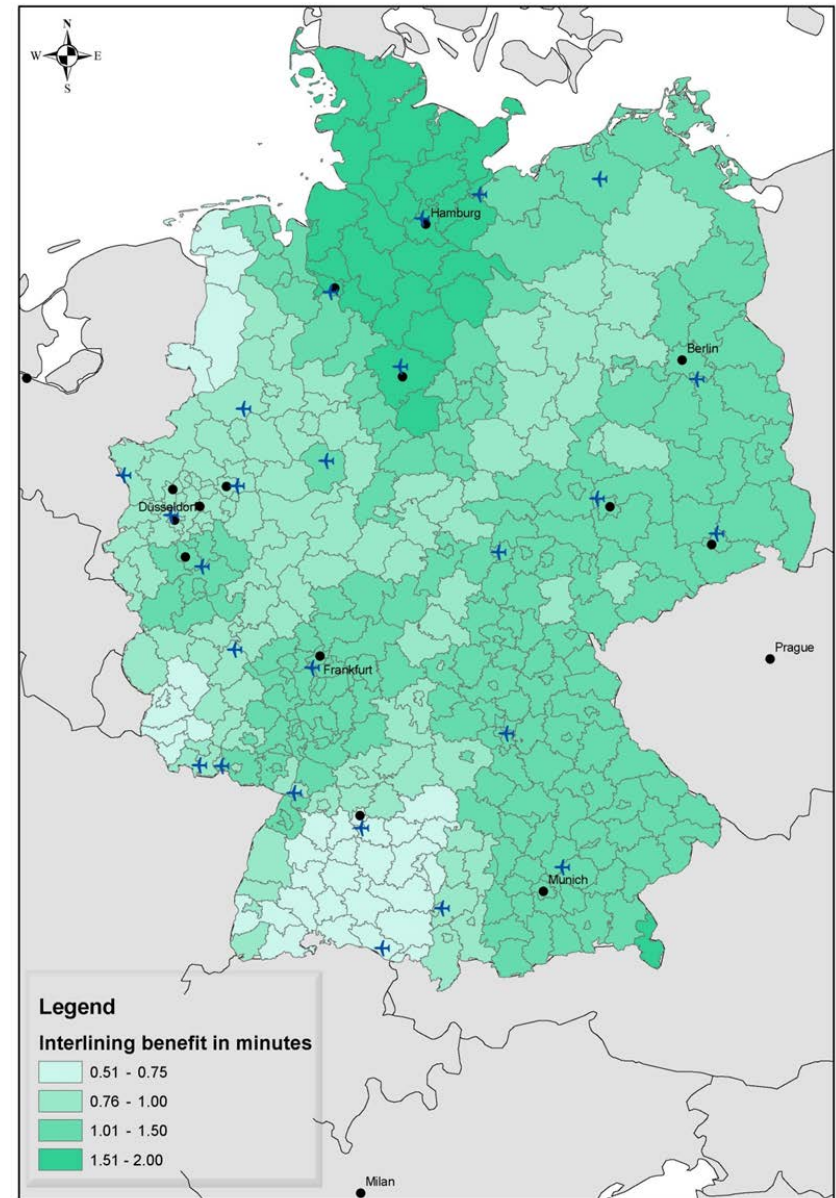 N
W E
S
Hamburg
Berlin
Düsseldorf
Prague
Frankfurt
Munich
Legend
Interlining benefit in minutes
0.51 - 0.75
0.76 - 1.00
1.01 - 1.50
1.51 - 2.00
Milan